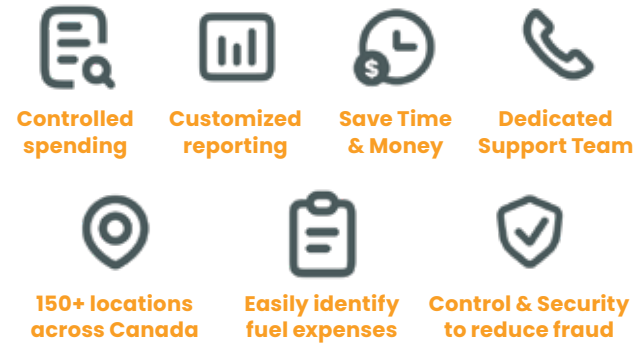 $
Controlled
spending
Customized
reporting
Save Time
& Money
Dedicated
Support Team
150+ locations
across Canada
Easily identify
fuel expenses
Control & Security
to reduce fraud